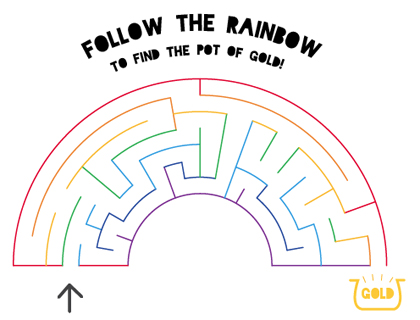 FOLLOW THE RAINBOW
TO FIND THE POT OF GOLD!
GOLD